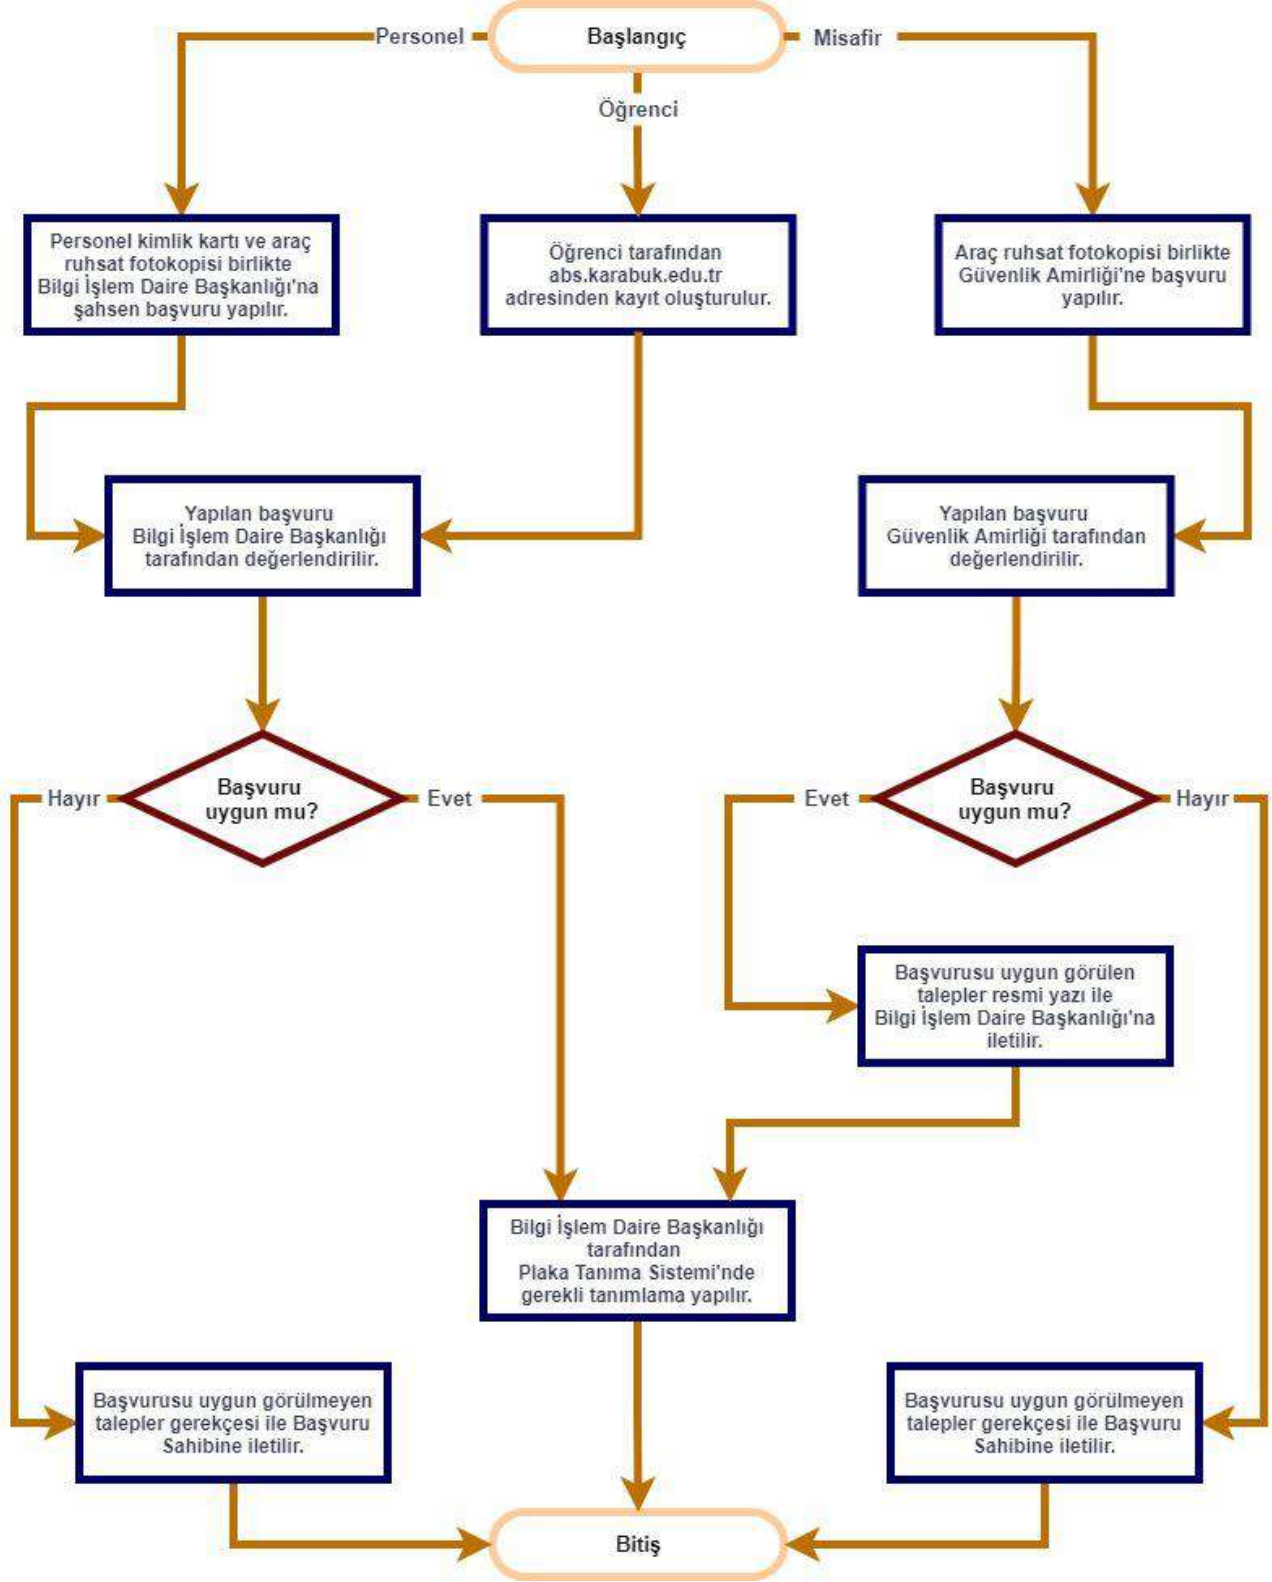 Başlangıç
Personel
Misafir
Öğrenci
Personel kimlik kartı ve araç
ruhsat fotokopisi birlikte
Bilgi İşlem Daire Başkanlığı'na
şahsen başvuru yapılır.
Öğrenci tarafından
abs.karabuk.edu.tr
adresinden kayıt oluşturulur.
Araç ruhsat fotokopisi birlikte
Güvenlik Amirliği'ne başvuru
yapılır.
Yapılan başvuru
Bilgi İşlem Daire Başkanlığı
tarafından değerlendirilir.
Yapılan başvuru
Güvenlik Amirliği tarafından
değerlendirilir.
Hayır
Başvuru
uygun mu?
Evet
Evet
Başvuru
uygun mu?
Hayır
Başvurusu uygun görülen
talepler resmi yazı ile
Bilgi İşlem Daire Başkanlığı'na
iletilir.
Bilgi İşlem Daire Başkanlığı
tarafından
Plaka Tanıma Sistemi'nde
gerekli tanımlama yapılır.
Başvurusu uygun görülmeyen
talepler gerekçesi ile Başvuru
Sahibine iletilir.
Başvurusu uygun görülmeyen
talepler gerekçesi ile Başvuru
Sahibine iletilir.
Bitiş